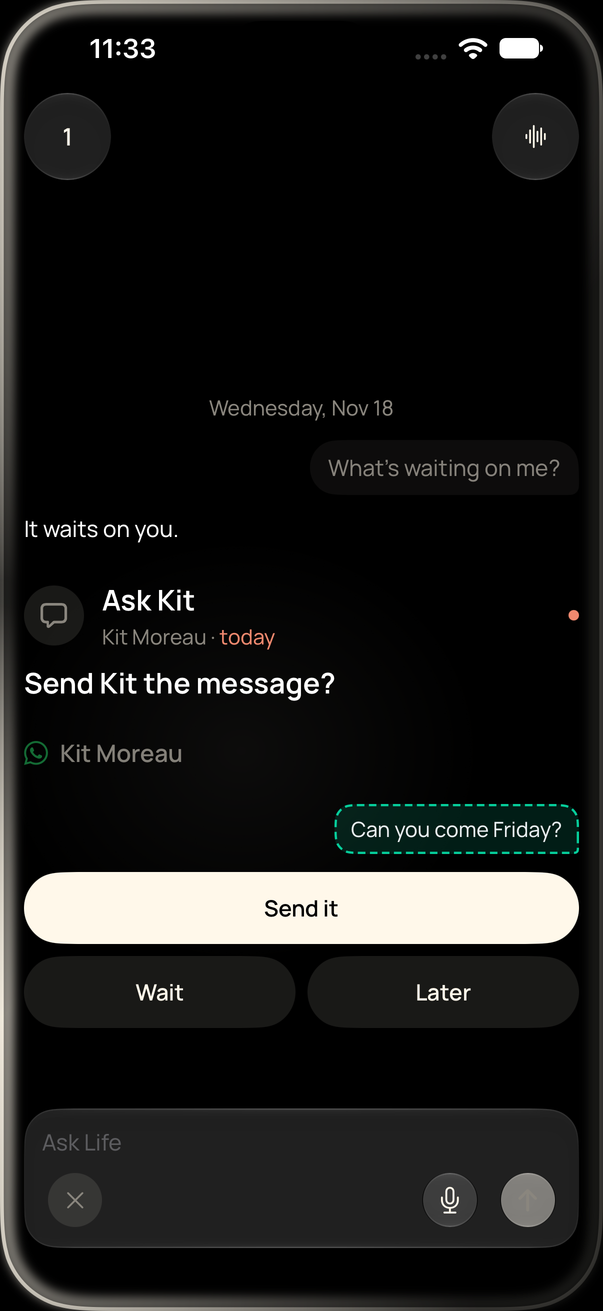 11:33
1
Wednesday, Nov 18
What's waiting on me?
It waits on you.
Ask Kit
Kit Moreau · today
Send Kit the message?
Kit Moreau
Can you come Friday?
Send it
Wait
Later
Ask Life